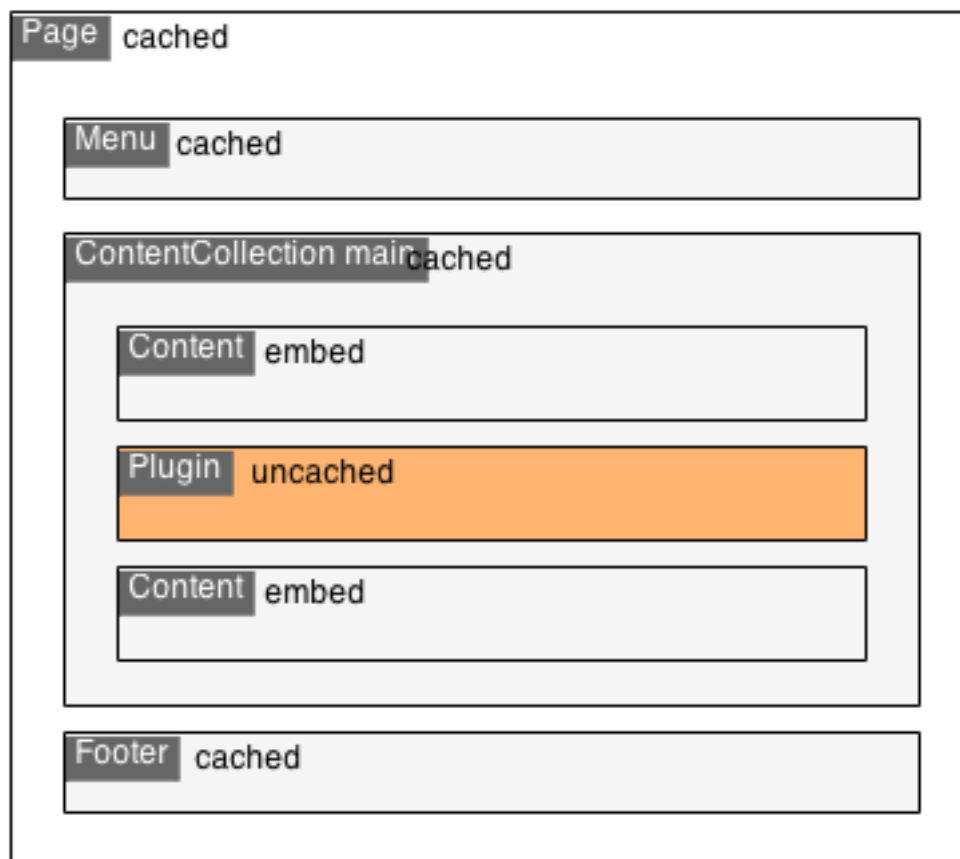 Page cached
Menu cached
ContentCollection main cached
Content embed
Plugin uncached
Content embed
Footer cached